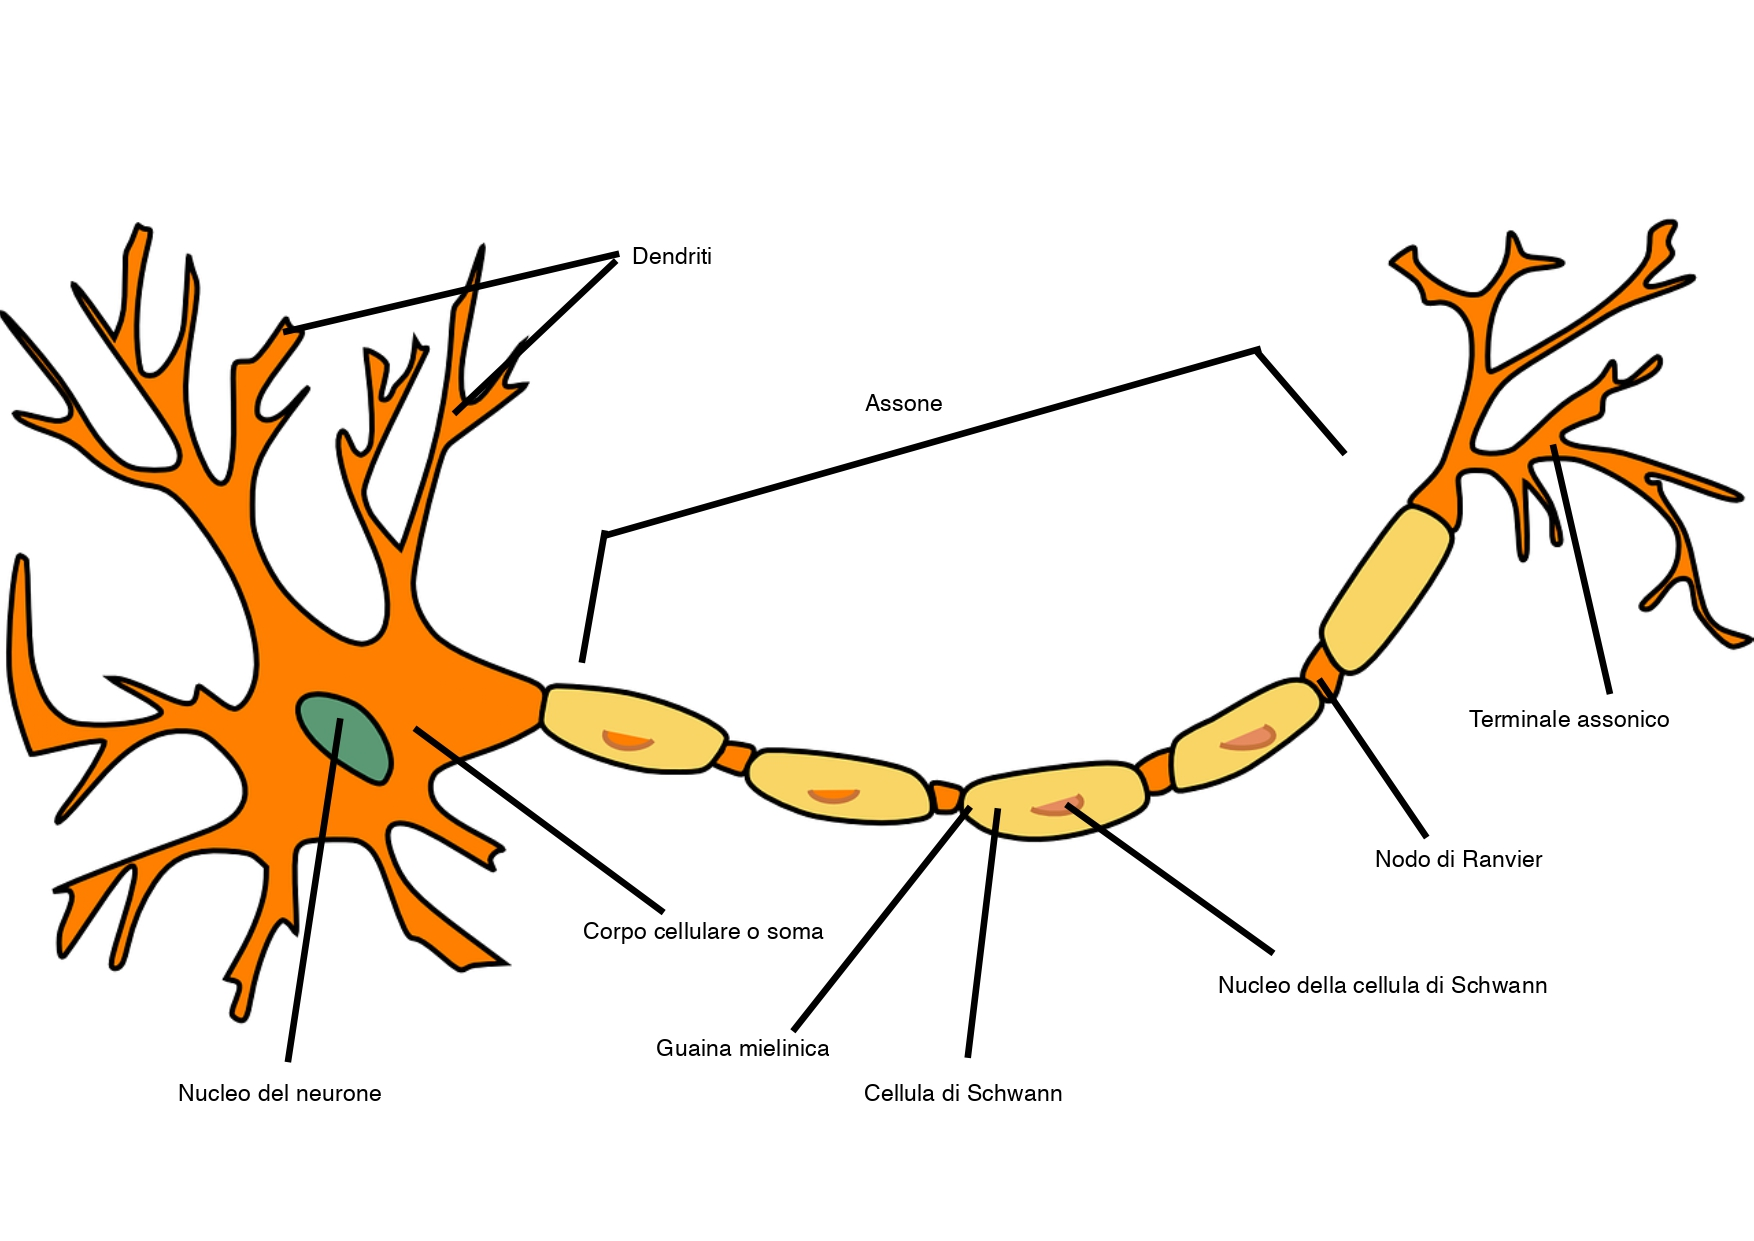 Dendriti
Assone
Terminale assonico
Nodo di Ranvier
Corpo cellulare o soma
Nucleo della cellula di Schwann
Guaina mielinica
Nucleo del neurone
Cellula di Schwann